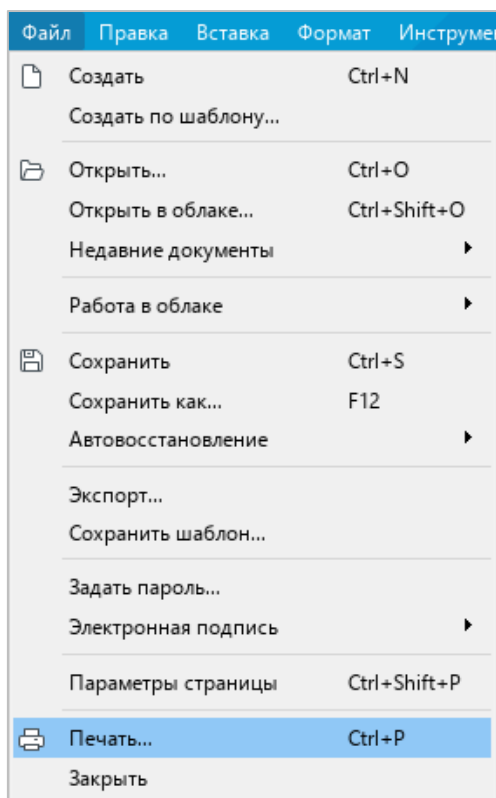 Файл Правка Вставка Формат Инструмен
Создать Ctrl+N
Создать по шаблону...
Открыть... Ctrl+O
Открыть в облаке... Ctrl+Shift+O
Недавние документы
Работа в облаке
Сохранить Ctrl+S
Сохранить как... F12
Автовосстановление
Экспорт...
Сохранить шаблон...
Задать пароль...
Электронная подпись
Параметры страницы Ctrl+Shift+P
Печать... Ctrl+P
Закрыть